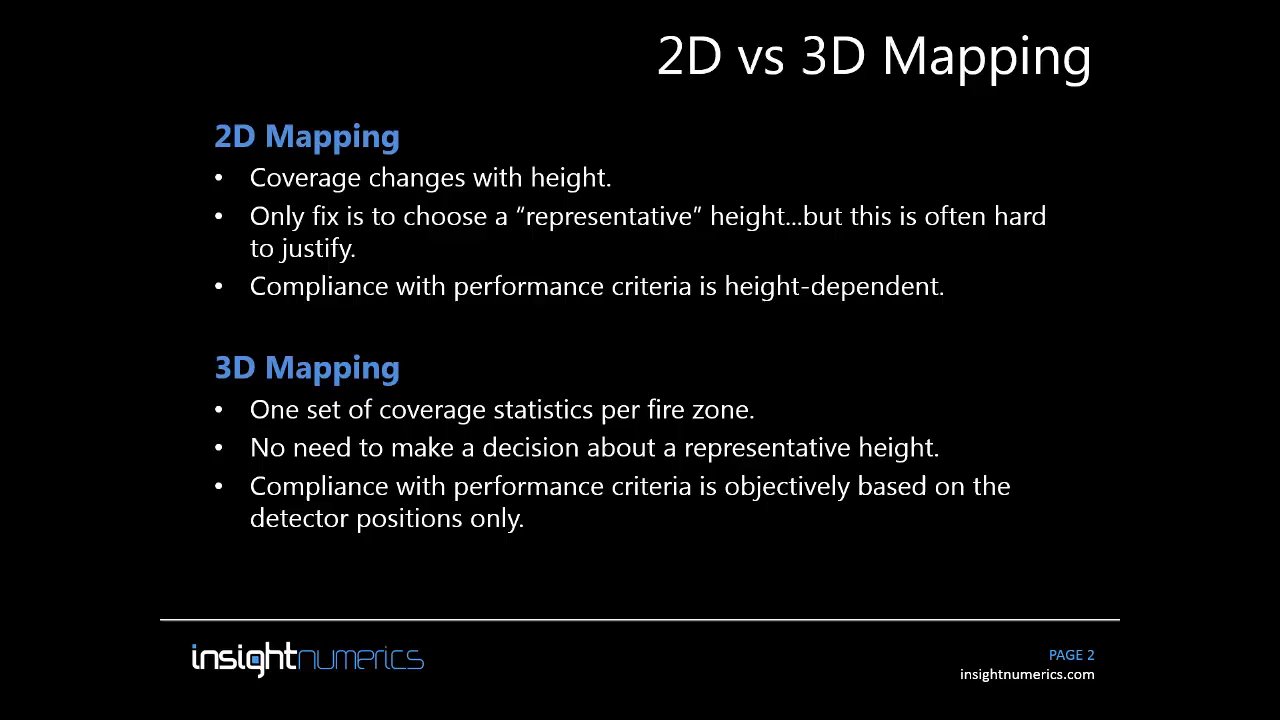 2D vs 3D Mapping
2D Mapping
• Coverage changes with height.
• Only fix is to choose a “representative” height...but this is often hard
to justify.
• Compliance with performance criteria is height-dependent.
3D Mapping
• One set of coverage statistics per fire zone.
• No need to make a decision about a representative height.
• Compliance with performance criteria is objectively based on the
detector positions only.
insightnumerics
PAGE 2
insightnumerics.com